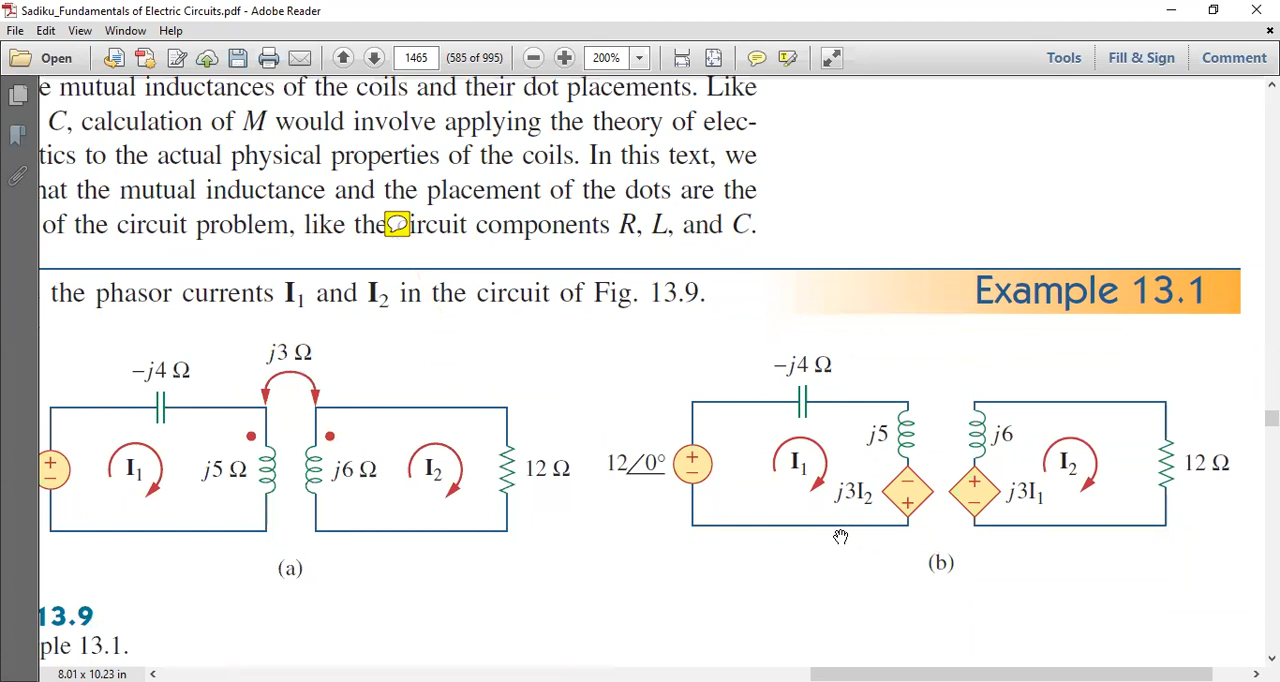 Sadiku_Fundamentals of Electric Circuits.pdf - Adobe Reader
File Edit View Window Help
Open 1465 (585 of 995) 200% Tools Fill & Sign Comment
e mutual inductances of the coils and their dot placements. Like
C, calculation of M would involve applying the theory of elec-
tics to the actual physical properties of the coils. In this text, we
hat the mutual inductance and the placement of the dots are the
of the circuit problem, like the ircuit components R, L, and C.
the phasor currents I₁ and I₂ in the circuit of Fig. 13.9.
Example 13.1
j3 Ω
−j4 Ω
+
−
I₁
j5 Ω
j6 Ω
I₂
12 Ω
(a)
−j4 Ω
12∠0°
+
−
I₁
j5
j3I₂
−
+
j6
+
−
j3I₁
I₂
12 Ω
(b)
13.9
ple 13.1.
8.01 x 10.23 in